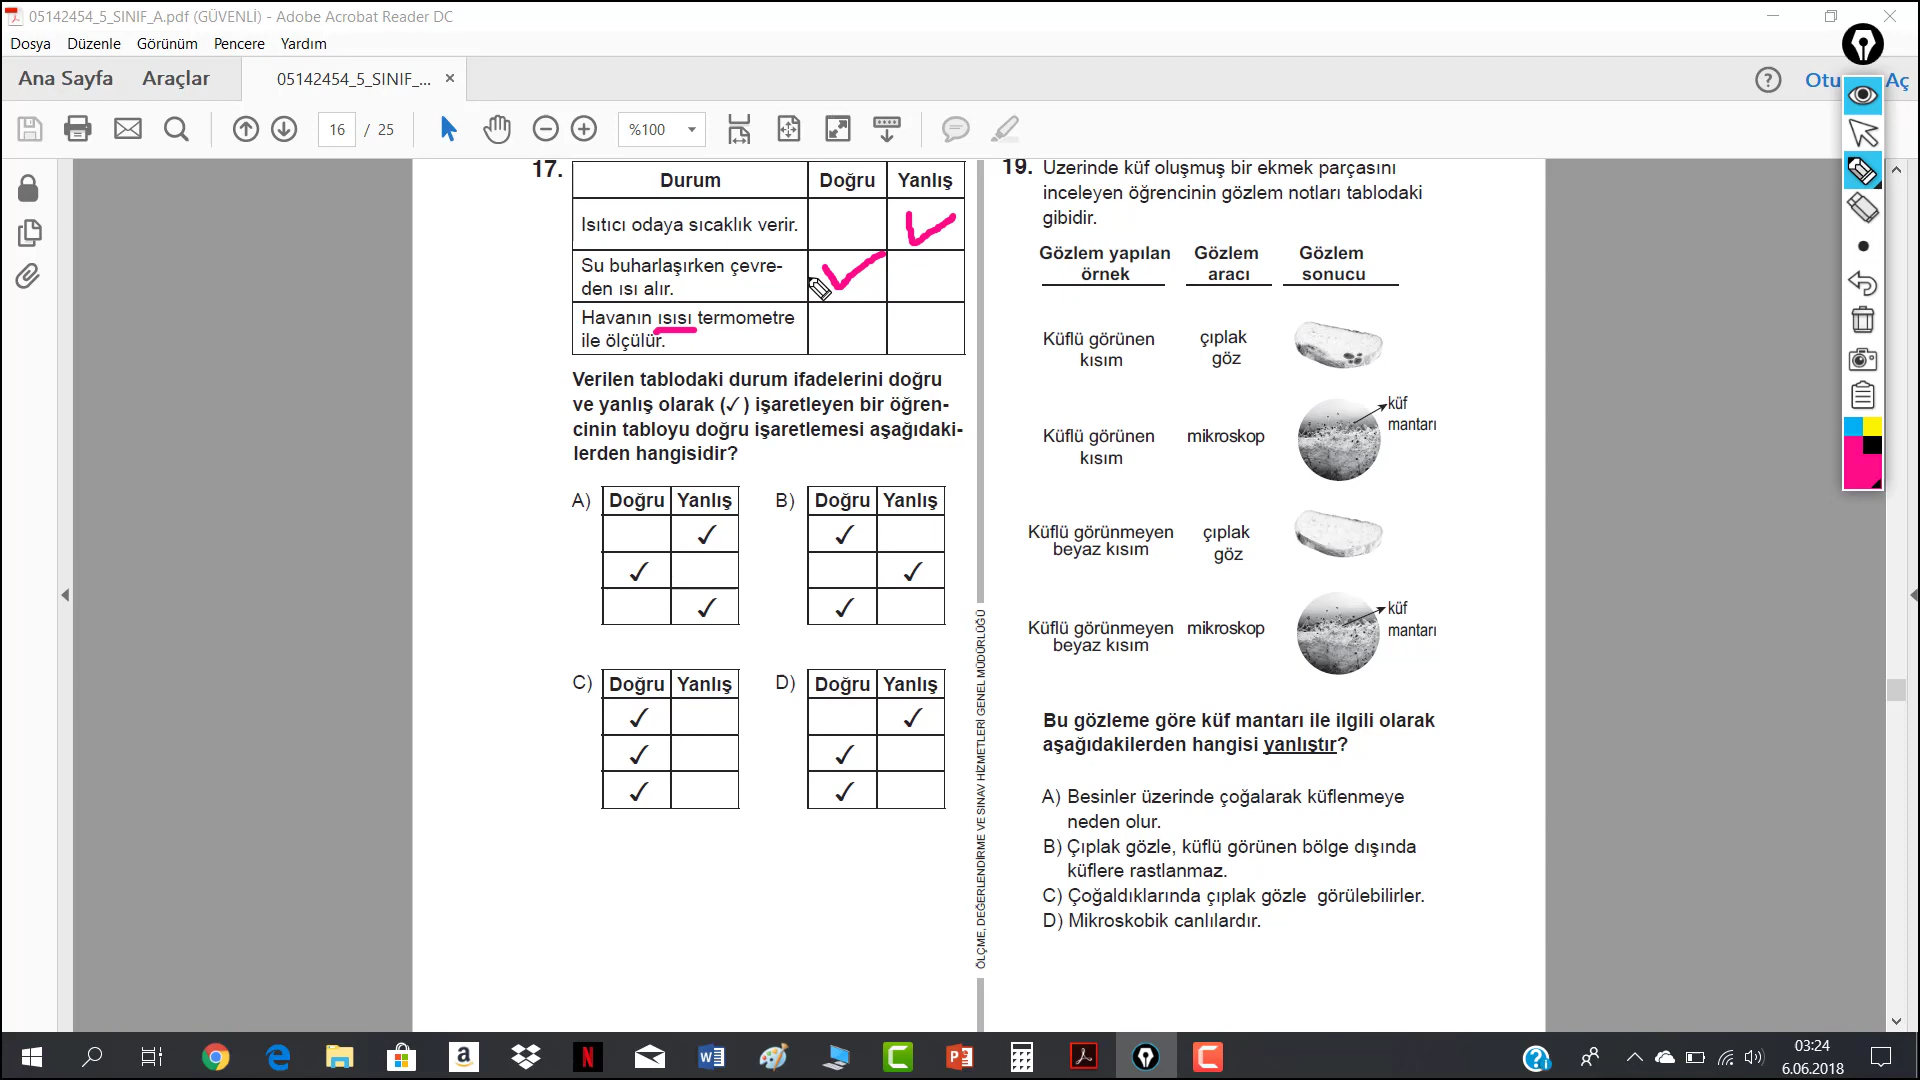 05142454_5_SINIF_A.pdf (GÜVENLİ) - Adobe Acrobat Reader DC
Dosya Düzenle Görünüm Pencere Yardım
Ana Sayfa Araçlar 05142454_5_SINIF_... × Otu Aç
16 / 25 %100
17.
Durum Doğru Yanlış
Isıtıcı odaya sıcaklık verir.
Su buharlaşırken çevre-
den ısı alır.
Havanın ısısı termometre
ile ölçülür.
Verilen tablodaki durum ifadelerini doğru
ve yanlış olarak (✓) işaretleyen bir öğren-
cinin tabloyu doğru işaretlemesi aşağıdaki-
lerden hangisidir?
A) Doğru Yanlış
B) Doğru Yanlış
C) Doğru Yanlış
D) Doğru Yanlış
ÖLÇME, DEĞERLENDİRME VE SINAV HİZMETLERİ GENEL MÜDÜRLÜĞÜ
19. Üzerinde küf oluşmuş bir ekmek parçasını
inceleyen öğrencinin gözlem notları tablodaki
gibidir.
Gözlem yapılan Gözlem Gözlem
örnek aracı sonucu
Küflü görünen çıplak
kısım göz
küf
mantarı
Küflü görünen mikroskop
kısım
Küflü görünmeyen çıplak
beyaz kısım göz
küf
mantarı
Küflü görünmeyen mikroskop
beyaz kısım
Bu gözleme göre küf mantarı ile ilgili olarak
aşağıdakilerden hangisi yanlıştır?
A) Besinler üzerinde çoğalarak küflenmeye
neden olur.
B) Çıplak gözle, küflü görünen bölge dışında
küflere rastlanmaz.
C) Çoğaldıklarında çıplak gözle görülebilirler.
D) Mikroskobik canlılardır.
03:24
6.06.2018